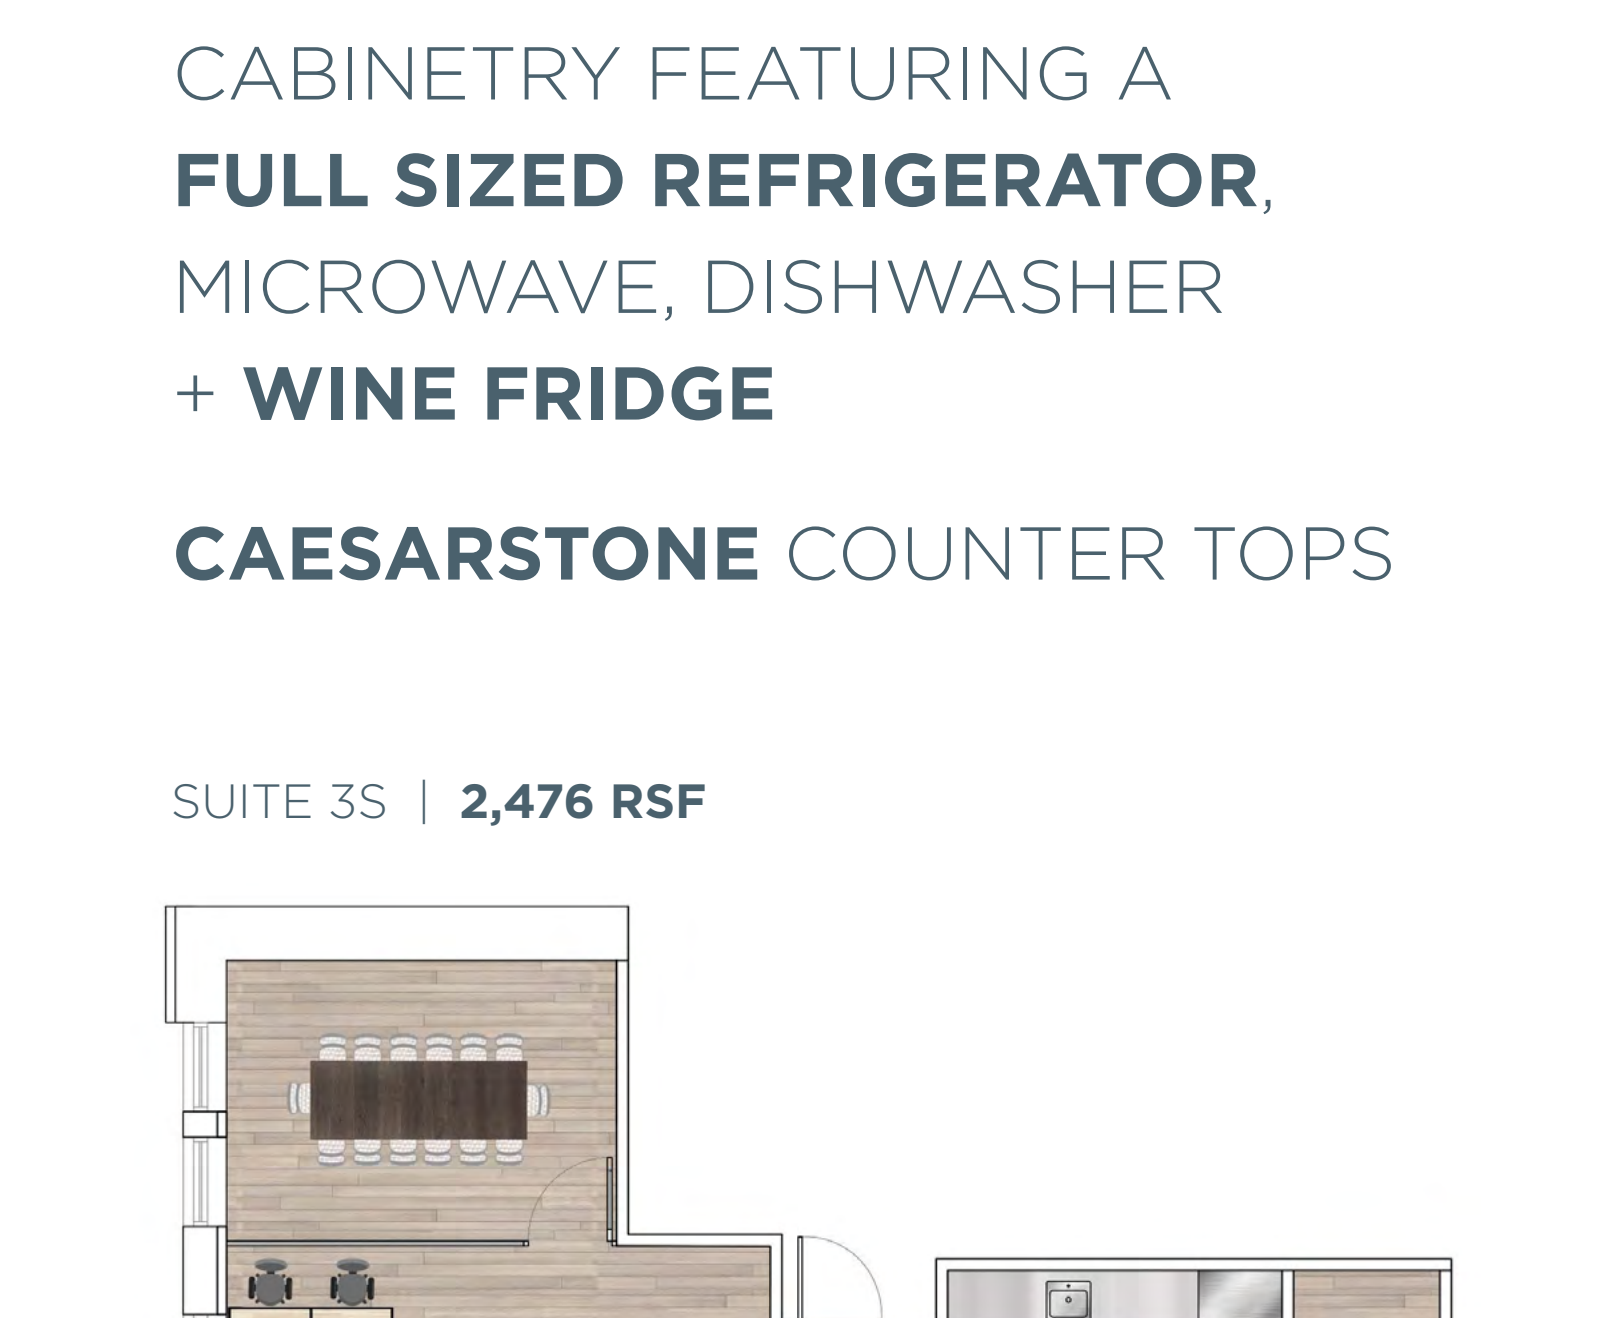 CABINETRY FEATURING A
FULL SIZED REFRIGERATOR,
MICROWAVE, DISHWASHER
+ WINE FRIDGE
CAESARSTONE COUNTER TOPS
SUITE 3S | 2,476 RSF